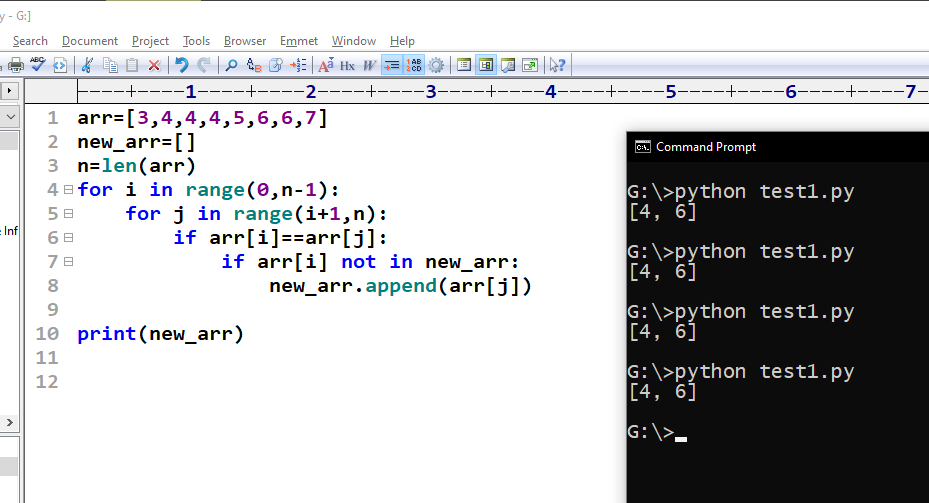 y - G:]
Search Document Project Tools Browser Emmet Window Help
----+----1----+----2----+----3----+----4----+----5----+----6----+----7--
1 arr=[3,4,4,4,5,6,6,7]
2 new_arr=[]
3 n=len(arr)
4 for i in range(0,n-1):
5 for j in range(i+1,n):
6 if arr[i]==arr[j]:
7 if arr[i] not in new_arr:
8 new_arr.append(arr[j])
9
10 print(new_arr)
11
12
Inf
Command Prompt
G:\>python test1.py
[4, 6]
G:\>python test1.py
[4, 6]
G:\>python test1.py
[4, 6]
G:\>python test1.py
[4, 6]
G:\>